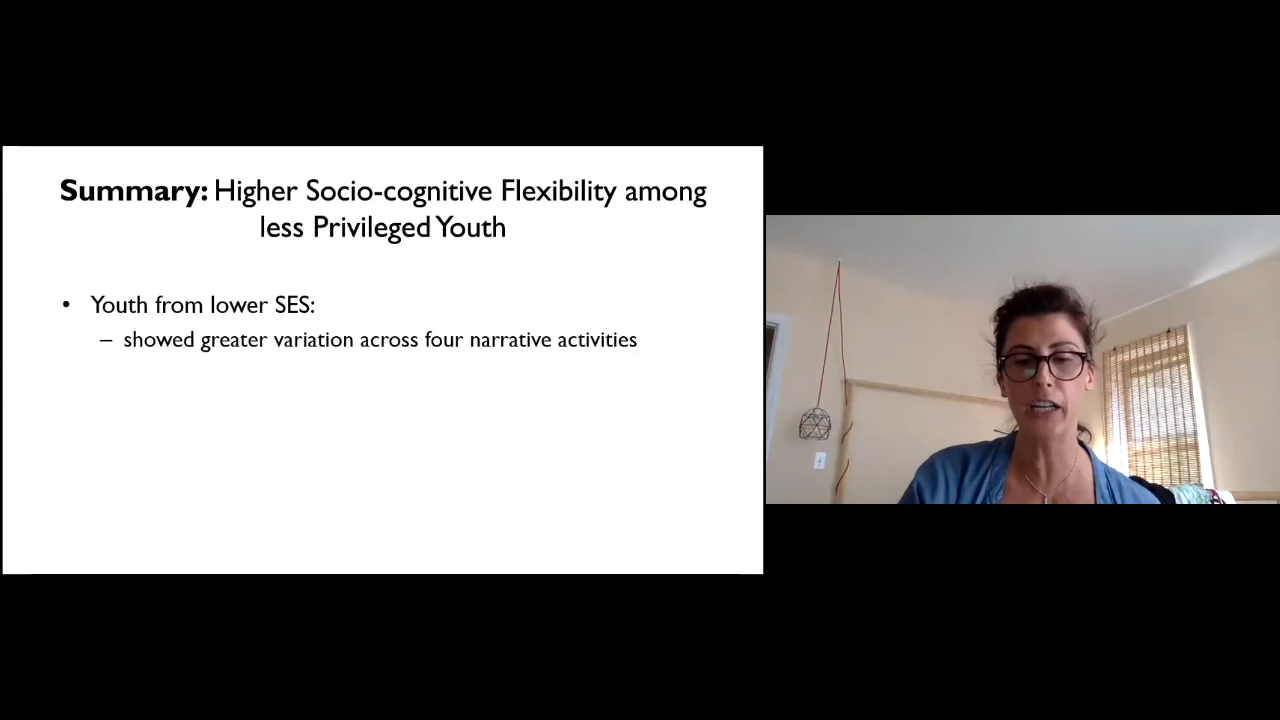 Summary: Higher Socio-cognitive Flexibility among
less Privileged Youth
• Youth from lower SES:
– showed greater variation across four narrative activities